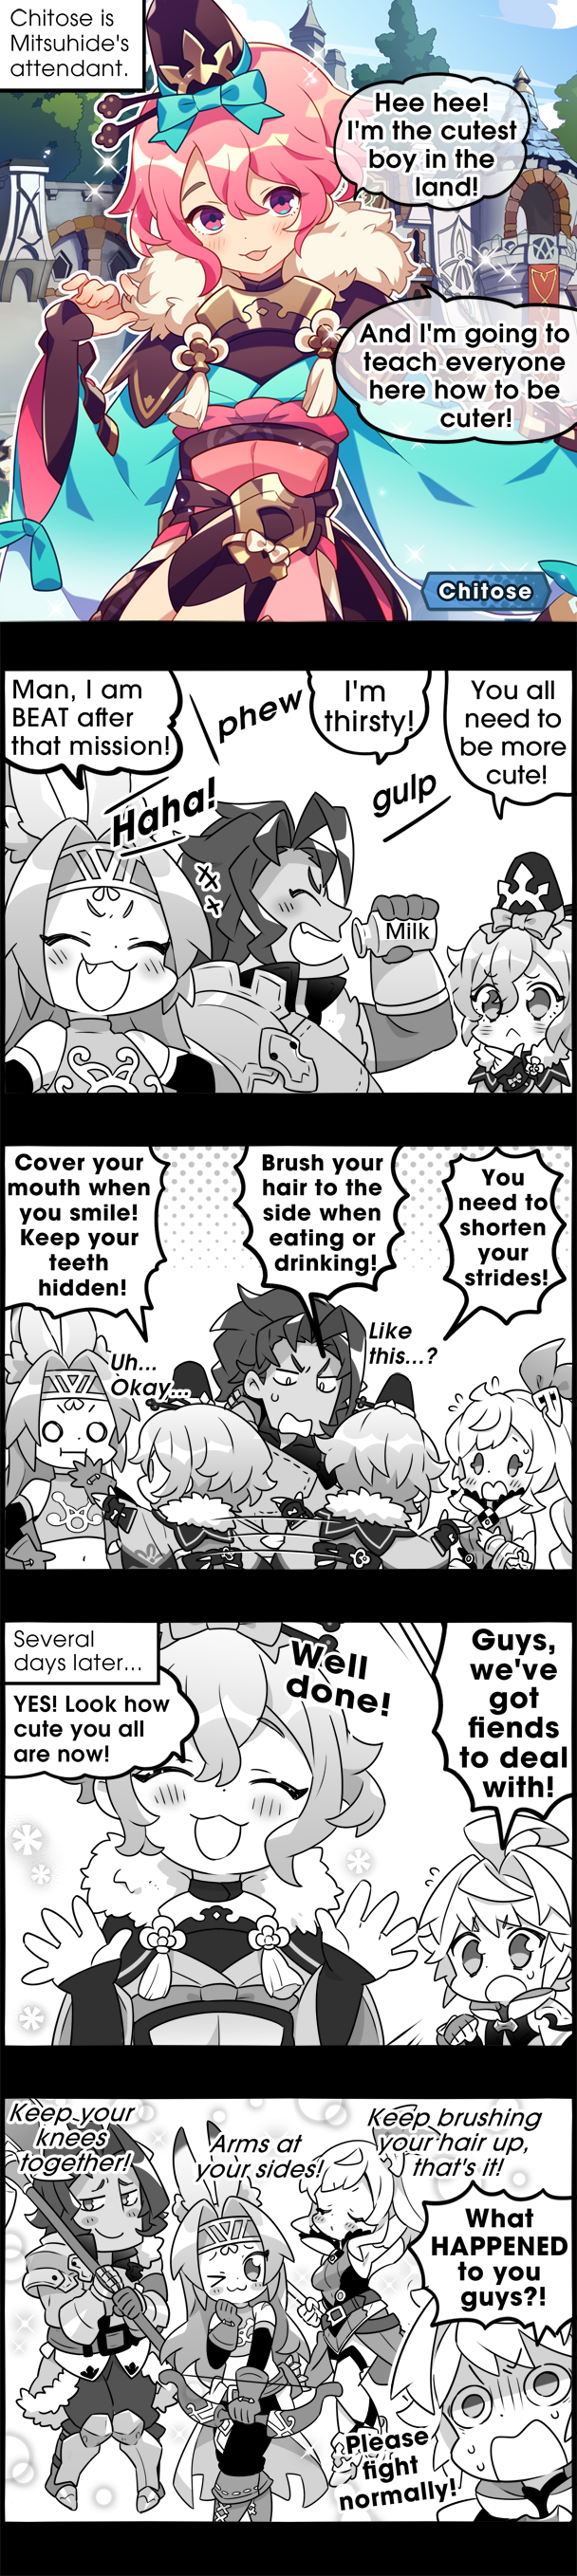 Chitose is
Mitsuhide's
attendant.
Hee hee!
I'm the cutest
boy in the
land!
And I'm going to
teach everyone
here how to be
cuter!
Chitose
Man, I am
BEAT after
that mission!
phew
I'm
thirsty!
You all
need to
be more
cute!
Haha!
gulp
Milk
Cover your
mouth when
you smile!
Keep your
teeth
hidden!
Brush your
hair to the
side when
eating or
drinking!
You
need to
shorten
your
strides!
Uh...
Okay...
Like
this...?
Several
days later...
YES! Look how
cute you all
are now!
Well
done!
Guys,
we've
got
fiends
to deal
with!
Keep your
knees
together!
Arms at
your sides!
Keep brushing
your hair up,
that's it!
What
HAPPENED
to you
guys?!
Please
fight
normally!